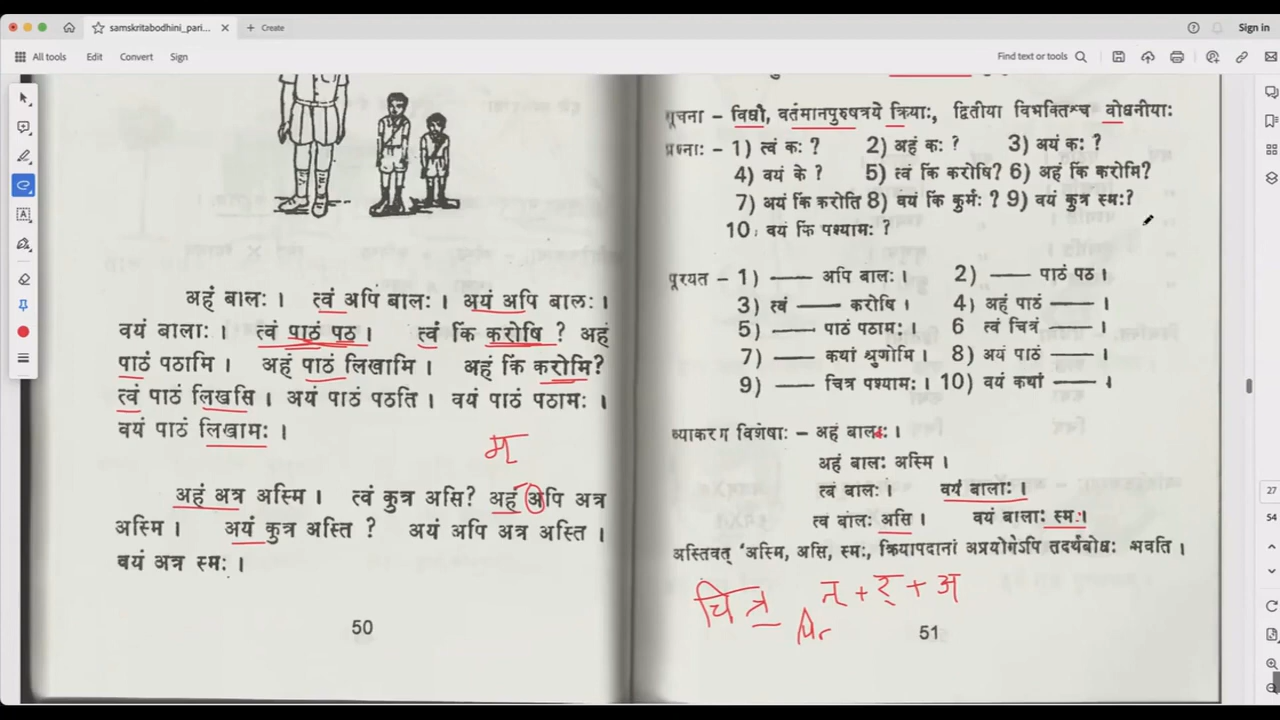 samskritabodhini_pari...
Create
Sign in
All tools
Edit
Convert
Sign
Find text or tools
अहं बालः । त्वं अपि बालः । अयं अपि बालः ।
वयं बालाः । त्वं पाठं पठ । त्वं किं करोषि ? अहं
पाठं पठामि । अहं पाठं लिखामि । अहं किं करोमि?
त्वं पाठं लिखसि । अयं पाठं पठति । वयं पाठं पठामः ।
वयं पाठं लिखामः ।
म्
अहं अत्र अस्मि । त्वं कुत्र असि? अहं अपि अत्र
अस्मि । अयं कुत्र अस्ति ? अयं अपि अत्र अस्ति ।
वयं अत्र स्मः ।
50
सूचना – विधौ, वर्तमानपुरुषत्रये क्रियाः, द्वितीया विभक्तिश्च बोधनीयाः
प्रश्नाः – 1) त्वं कः ? 2) अहं कः ? 3) अयं कः ?
4) वयं के ? 5) त्वं किं करोषि? 6) अहं किं करोमि?
7) अयं किं करोति 8) वयं किं कुर्मः ? 9) वयं कुत्र स्मः?
10. वयं किं पश्यामः ?
पूरयत – 1) —— अपि बालः । 2) —— पाठं पठ ।
3) त्वं —— करोषि । 4) अहं पाठं —— ।
5) —— पाठं पठामः । 6 त्वं चित्रं —— ।
7) —— कथां श्रुणोमि । 8) अयं पाठं —— ।
9) —— चित्र पश्यामः । 10) वयं कथां —— ।
व्याकरण विशेषाः – अहं बालः ।
अहं बालः अस्मि ।
त्वं बालः । वयं बालाः ।
त्वं बालः असि । वयं बालाः स्मः ।
अस्तिवत् 'अस्मि, असि, स्मः, क्रियापदानां अप्रयोगेऽपि तदर्थबोधः भवति ।
चित्र त् + र् + अ
51
27
54